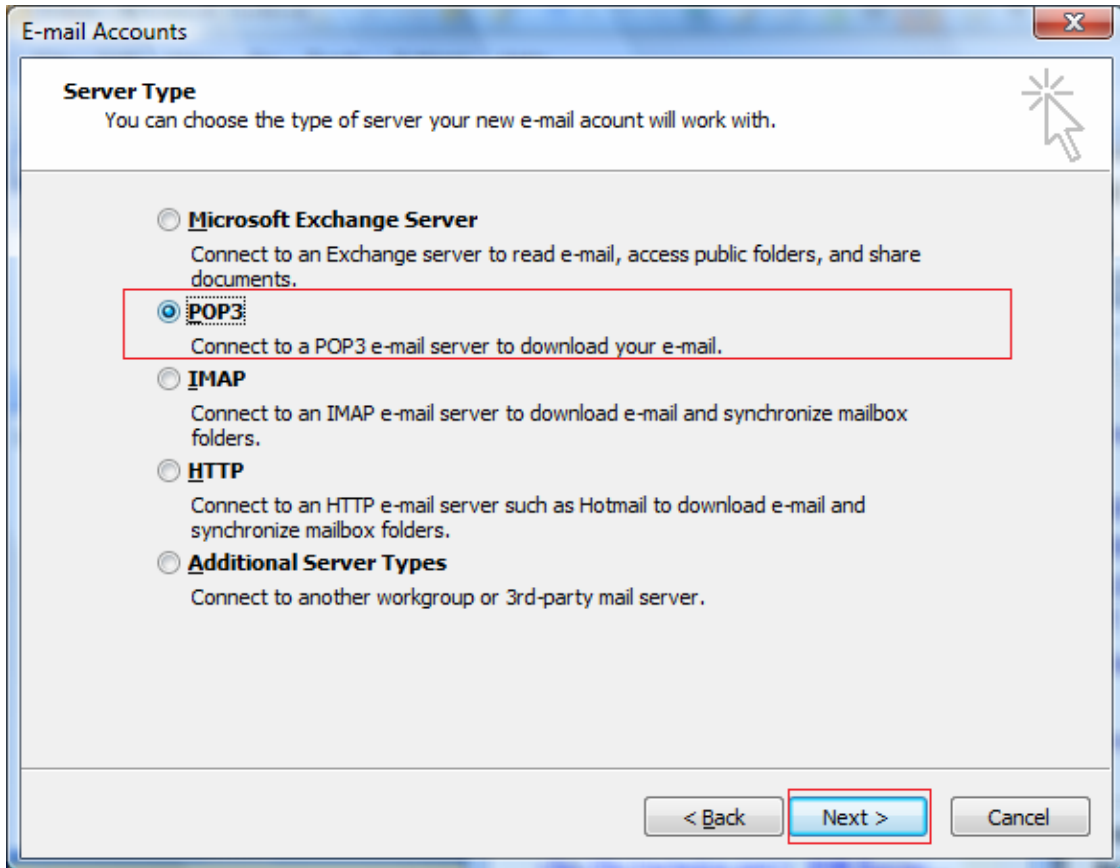 E-mail Accounts
Server Type
You can choose the type of server your new e-mail acount will work with.
Microsoft Exchange Server
Connect to an Exchange server to read e-mail, access public folders, and share
documents.
POP3
Connect to a POP3 e-mail server to download your e-mail.
IMAP
Connect to an IMAP e-mail server to download e-mail and synchronize mailbox
folders.
HTTP
Connect to an HTTP e-mail server such as Hotmail to download e-mail and
synchronize mailbox folders.
Additional Server Types
Connect to another workgroup or 3rd-party mail server.
< Back Next > Cancel